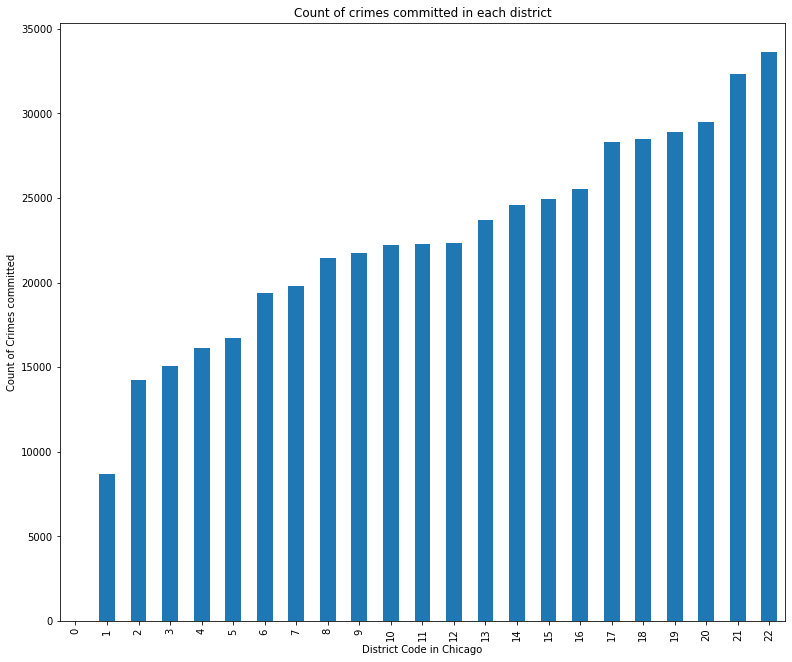 Count of crimes committed in each district
Count of Crimes committed
35000
30000
25000
20000
15000
10000
5000
0
0 1 2 3 4 5 6 7 8 9 10 11 12 13 14 15 16 17 18 19 20 21 22
District Code in Chicago